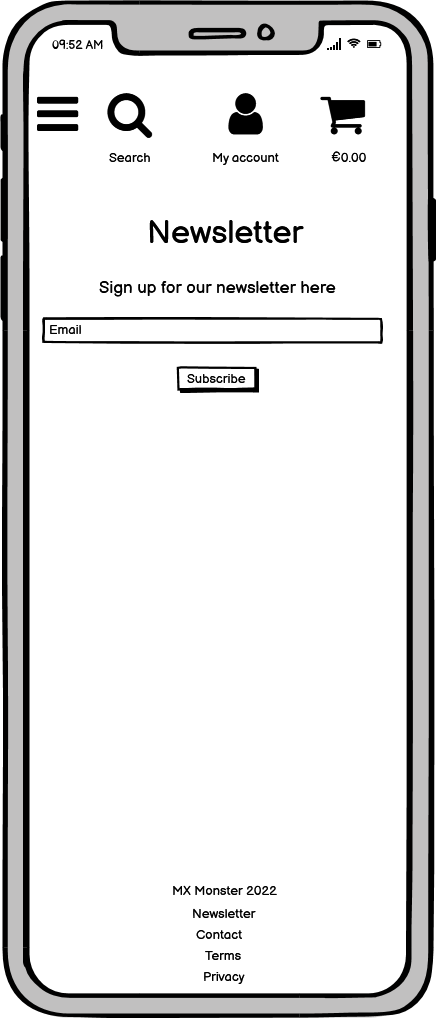 09:52 AM
Search
My account
€0.00
Newsletter
Sign up for our newsletter here
Email
Subscribe
MX Monster 2022
Newsletter
Contact
Terms
Privacy